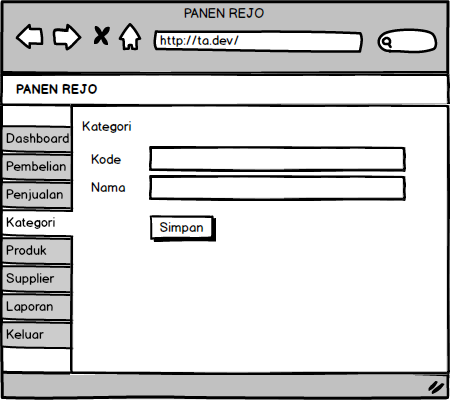 PANEN REJO
http://ta.dev/
PANEN REJO
Dashboard
Pembelian
Penjualan
Kategori
Produk
Supplier
Laporan
Keluar
Kategori
Kode
Nama
Simpan